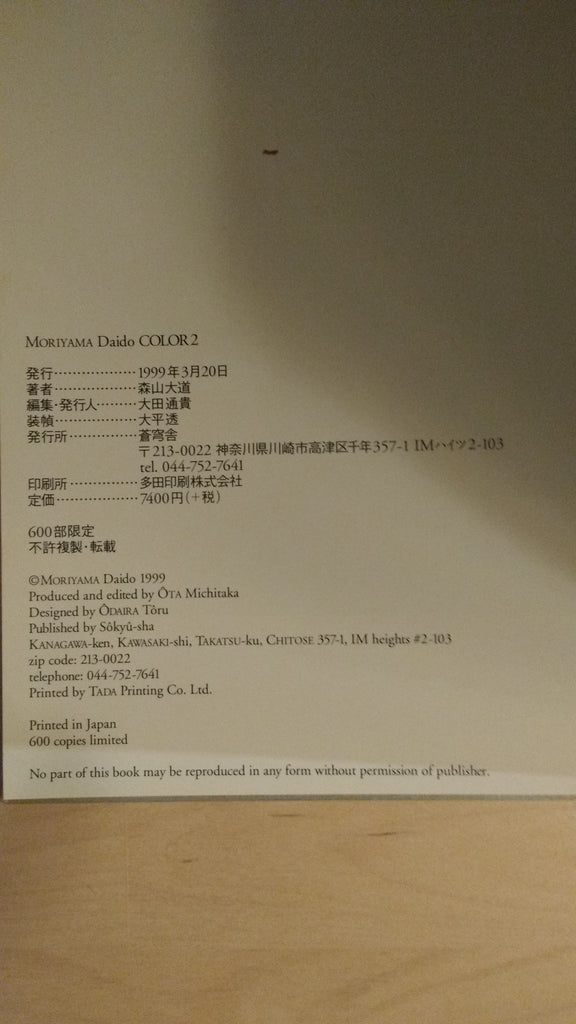 MORIYAMA Daido COLOR2
発行··················1999年3月20日
著者··················森山大道
編集·発行人·········大田通貴
装幀··················大平透
発行所···············蒼穹舎
〒213-0022 神奈川県川崎市高津区千年357-1 IMハイツ2-103
tel. 044-752-7641
印刷所···············多田印刷株式会社
定価··················7400円(+税)
600部限定
不許複製·転載
©MORIYAMA Daido 1999
Produced and edited by ÔTA Michitaka
Designed by ÔDAIRA Tôru
Published by Sôkyû-sha
KANAGAWA-ken, KAWASAKI-shi, TAKATSU-ku, CHITOSE 357-1, IM heights #2-103
zip code: 213-0022
telephone: 044-752-7641
Printed by TADA Printing Co. Ltd.
Printed in Japan
600 copies limited
No part of this book may be reproduced in any form without permission of publisher.